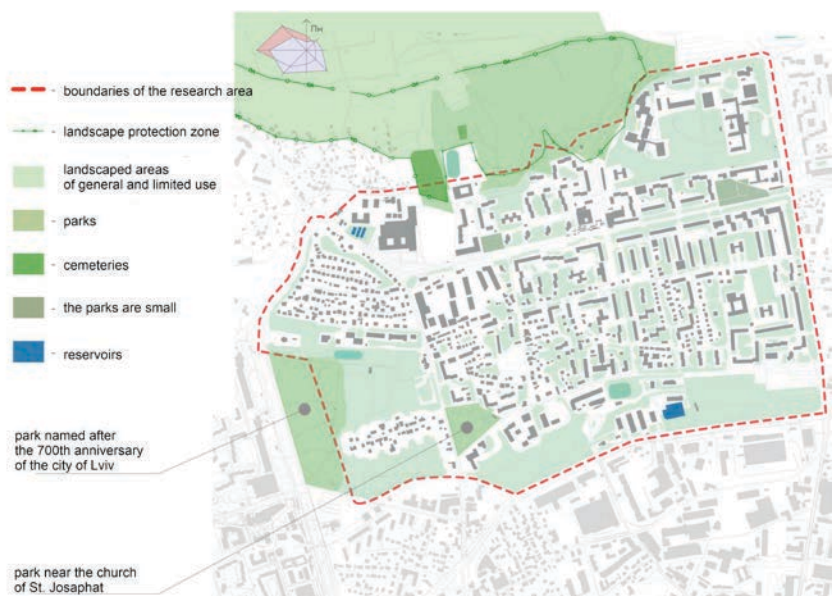 Пн
- boundaries of the research area
- landscape protection zone
landscaped areas
- of general and limited use
- parks
- cemeteries
- the parks are small
- reservoirs
park named after
the 700th anniversary
of the city of Lviv
park near the church
of St. Josaphat